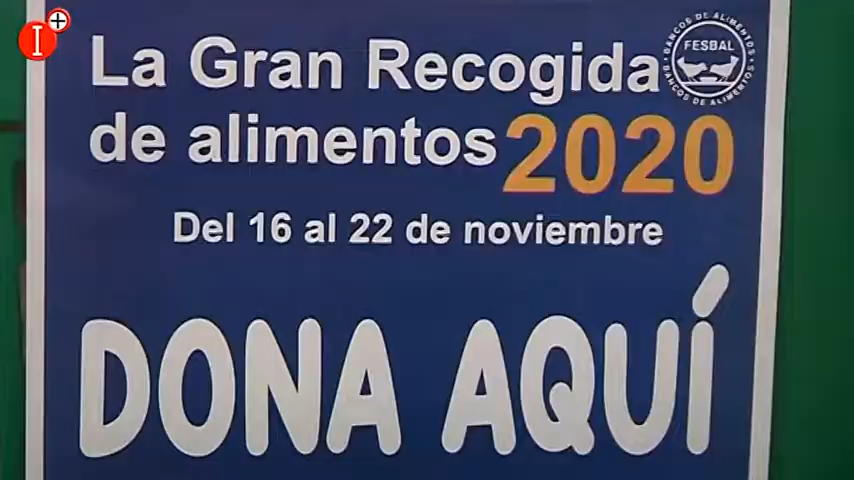 La Gran Recogida
de alimentos 2020
Del 16 al 22 de noviembre
DONA AQUÍ
BANCOS DE ALIMENTOS
FESBAL
BANCOS DE ALIMENTOS
I